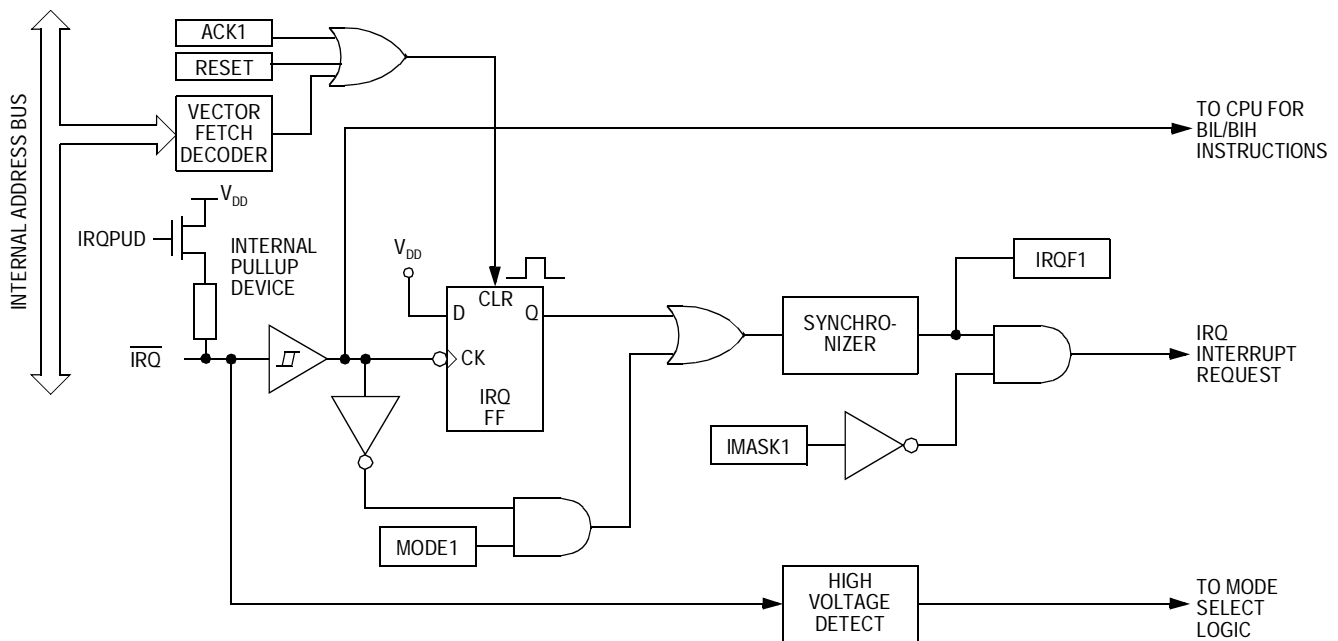 ACK1
RESET
VECTOR
FETCH
DECODER
INTERNAL ADDRESS BUS
TO CPU FOR
BIL/BIH
INSTRUCTIONS
VDD
IRQPUD
INTERNAL
PULLUP
DEVICE
VDD
CLR
D
Q
CK
IRQ
FF
IRQ
SYNCHRO-
NIZER
IRQF1
IRQ
INTERRUPT
REQUEST
IMASK1
MODE1
HIGH
VOLTAGE
DETECT
TO MODE
SELECT
LOGIC